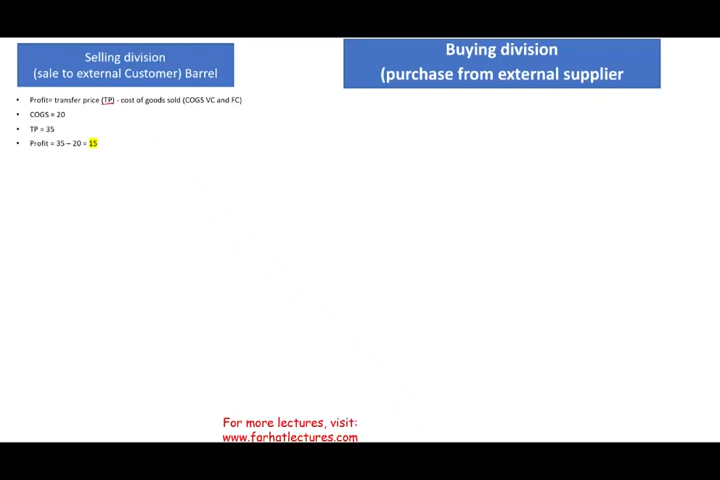 Selling division
(sale to external Customer) Barrel
Buying division
(purchase from external supplier
• Profit= transfer price (TP) - cost of goods sold (COGS VC and FC)
• COGS = 20
• TP = 35
• Profit = 35 – 20 = 15
For more lectures, visit:
www.farhatlectures.com